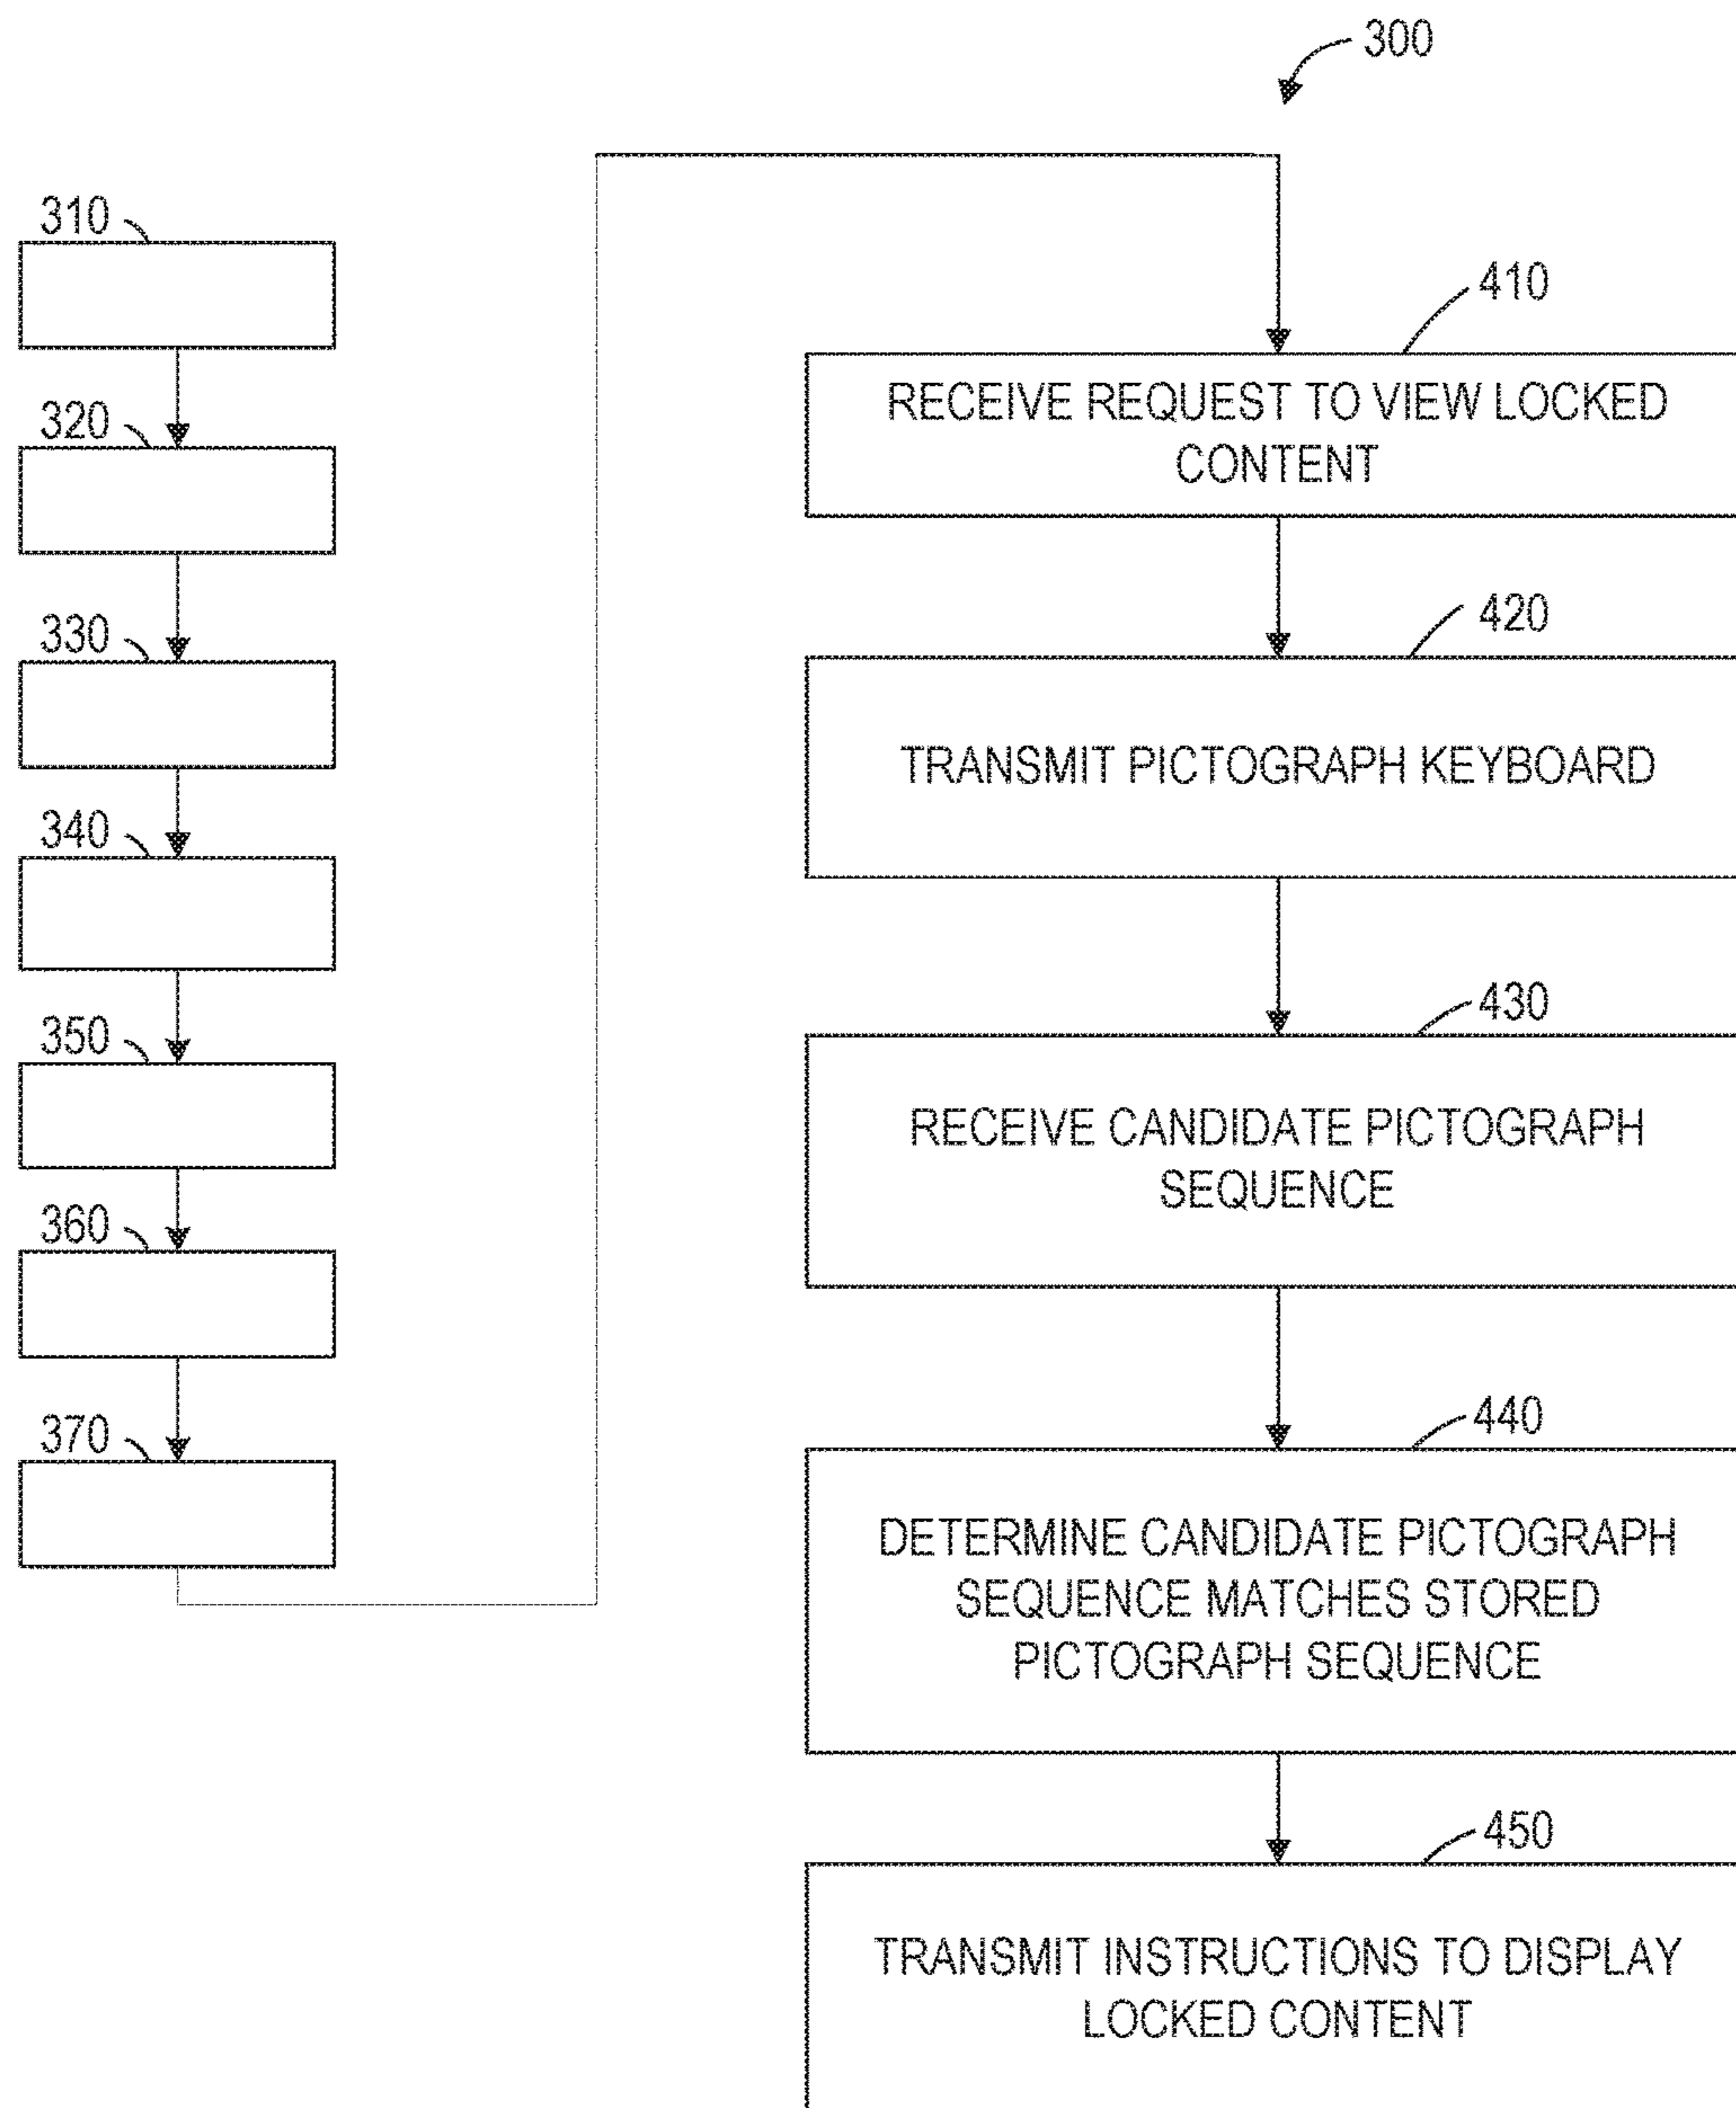 300
310
320
330
340
350
360
370
410
RECEIVE REQUEST TO VIEW LOCKED
CONTENT
420
TRANSMIT PICTOGRAPH KEYBOARD
430
RECEIVE CANDIDATE PICTOGRAPH
SEQUENCE
440
DETERMINE CANDIDATE PICTOGRAPH
SEQUENCE MATCHES STORED
PICTOGRAPH SEQUENCE
450
TRANSMIT INSTRUCTIONS TO DISPLAY
LOCKED CONTENT